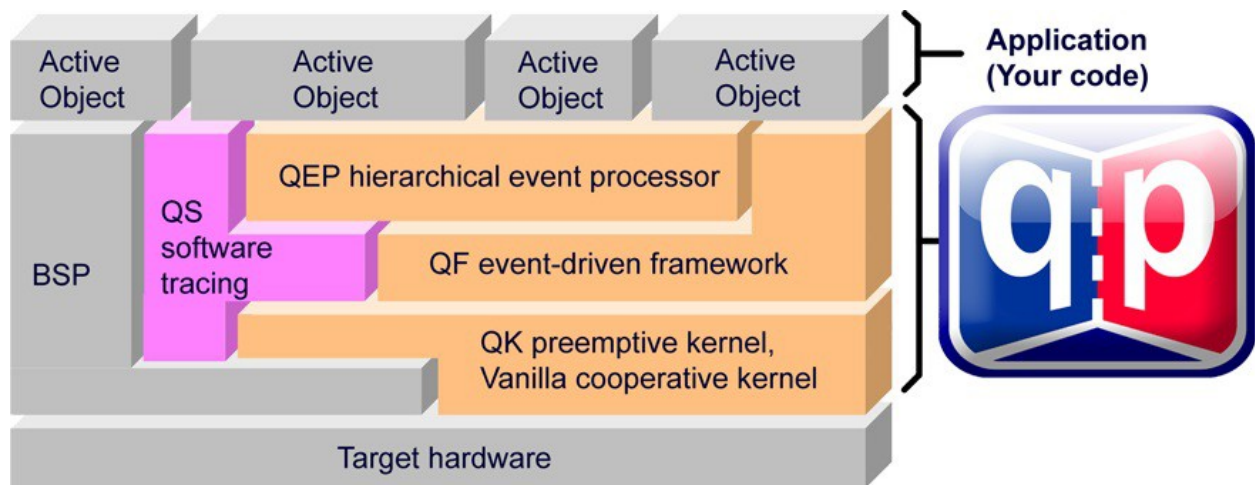 Active
Object
Active
Object
Active
Object
Active
Object
Application
(Your code)
BSP
QS
software
tracing
QEP hierarchical event processor
QF event-driven framework
QK preemptive kernel,
Vanilla cooperative kernel
Target hardware
qp